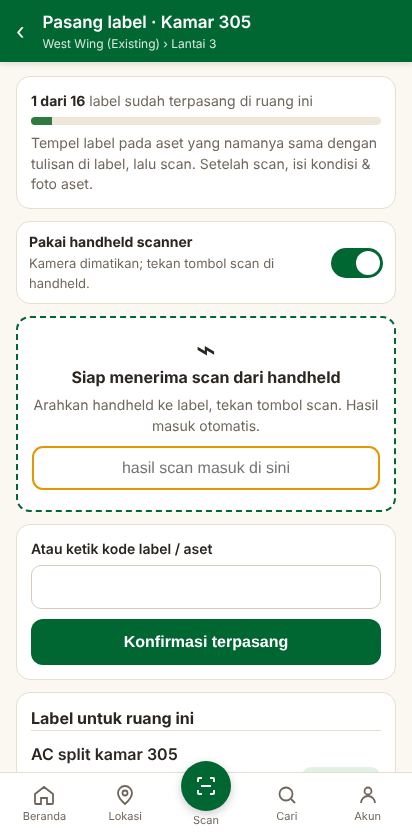 Pasang label · Kamar 305
West Wing (Existing) › Lantai 3
1 dari 16 label sudah terpasang di ruang ini
Tempel label pada aset yang namanya sama dengan
tulisan di label, lalu scan. Setelah scan, isi kondisi &
foto aset.
Pakai handheld scanner
Kamera dimatikan; tekan tombol scan di
handheld.
Siap menerima scan dari handheld
Arahkan handheld ke label, tekan tombol scan. Hasil
masuk otomatis.
hasil scan masuk di sini
Atau ketik kode label / aset
Konfirmasi terpasang
Label untuk ruang ini
AC split kamar 305
Beranda
Lokasi
Scan
Cari
Akun